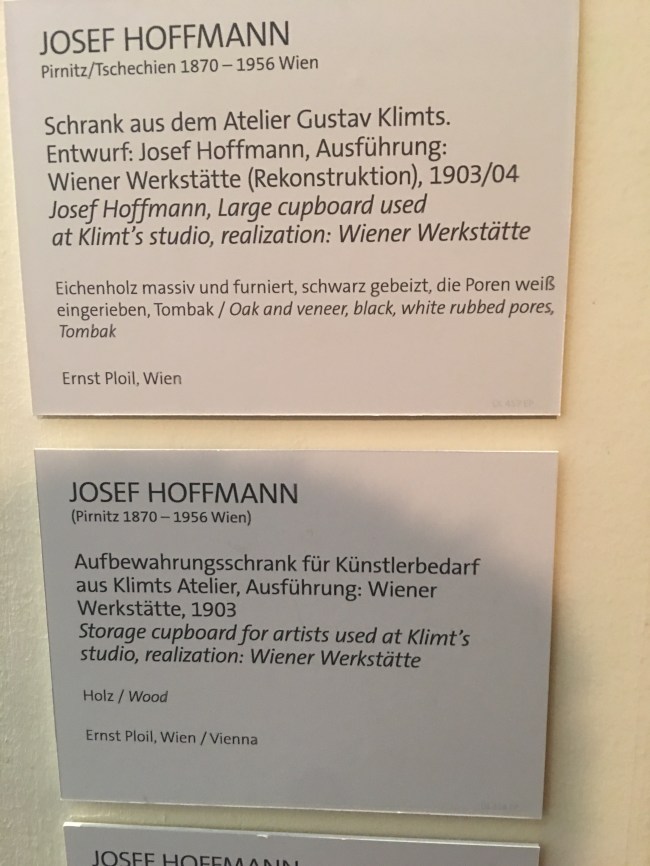 JOSEF HOFFMANN
Pirnitz/Tschechien 1870 – 1956 Wien
Schrank aus dem Atelier Gustav Klimts.
Entwurf: Josef Hoffmann, Ausführung:
Wiener Werkstätte (Rekonstruktion), 1903/04
Josef Hoffmann, Large cupboard used
at Klimt's studio, realization: Wiener Werkstätte
Eichenholz massiv und furniert, schwarz gebeizt, die Poren weiß
eingerieben, Tombak / Oak and veneer, black, white rubbed pores,
Tombak
Ernst Ploil, Wien
JOSEF HOFFMANN
(Pirnitz 1870 – 1956 Wien)
Aufbewahrungsschrank für Künstlerbedarf
aus Klimts Atelier, Ausführung: Wiener
Werkstätte, 1903
Storage cupboard for artists used at Klimt's
studio, realization: Wiener Werkstätte
Holz / Wood
Ernst Ploil, Wien / Vienna
JOSEF HOFFMANN